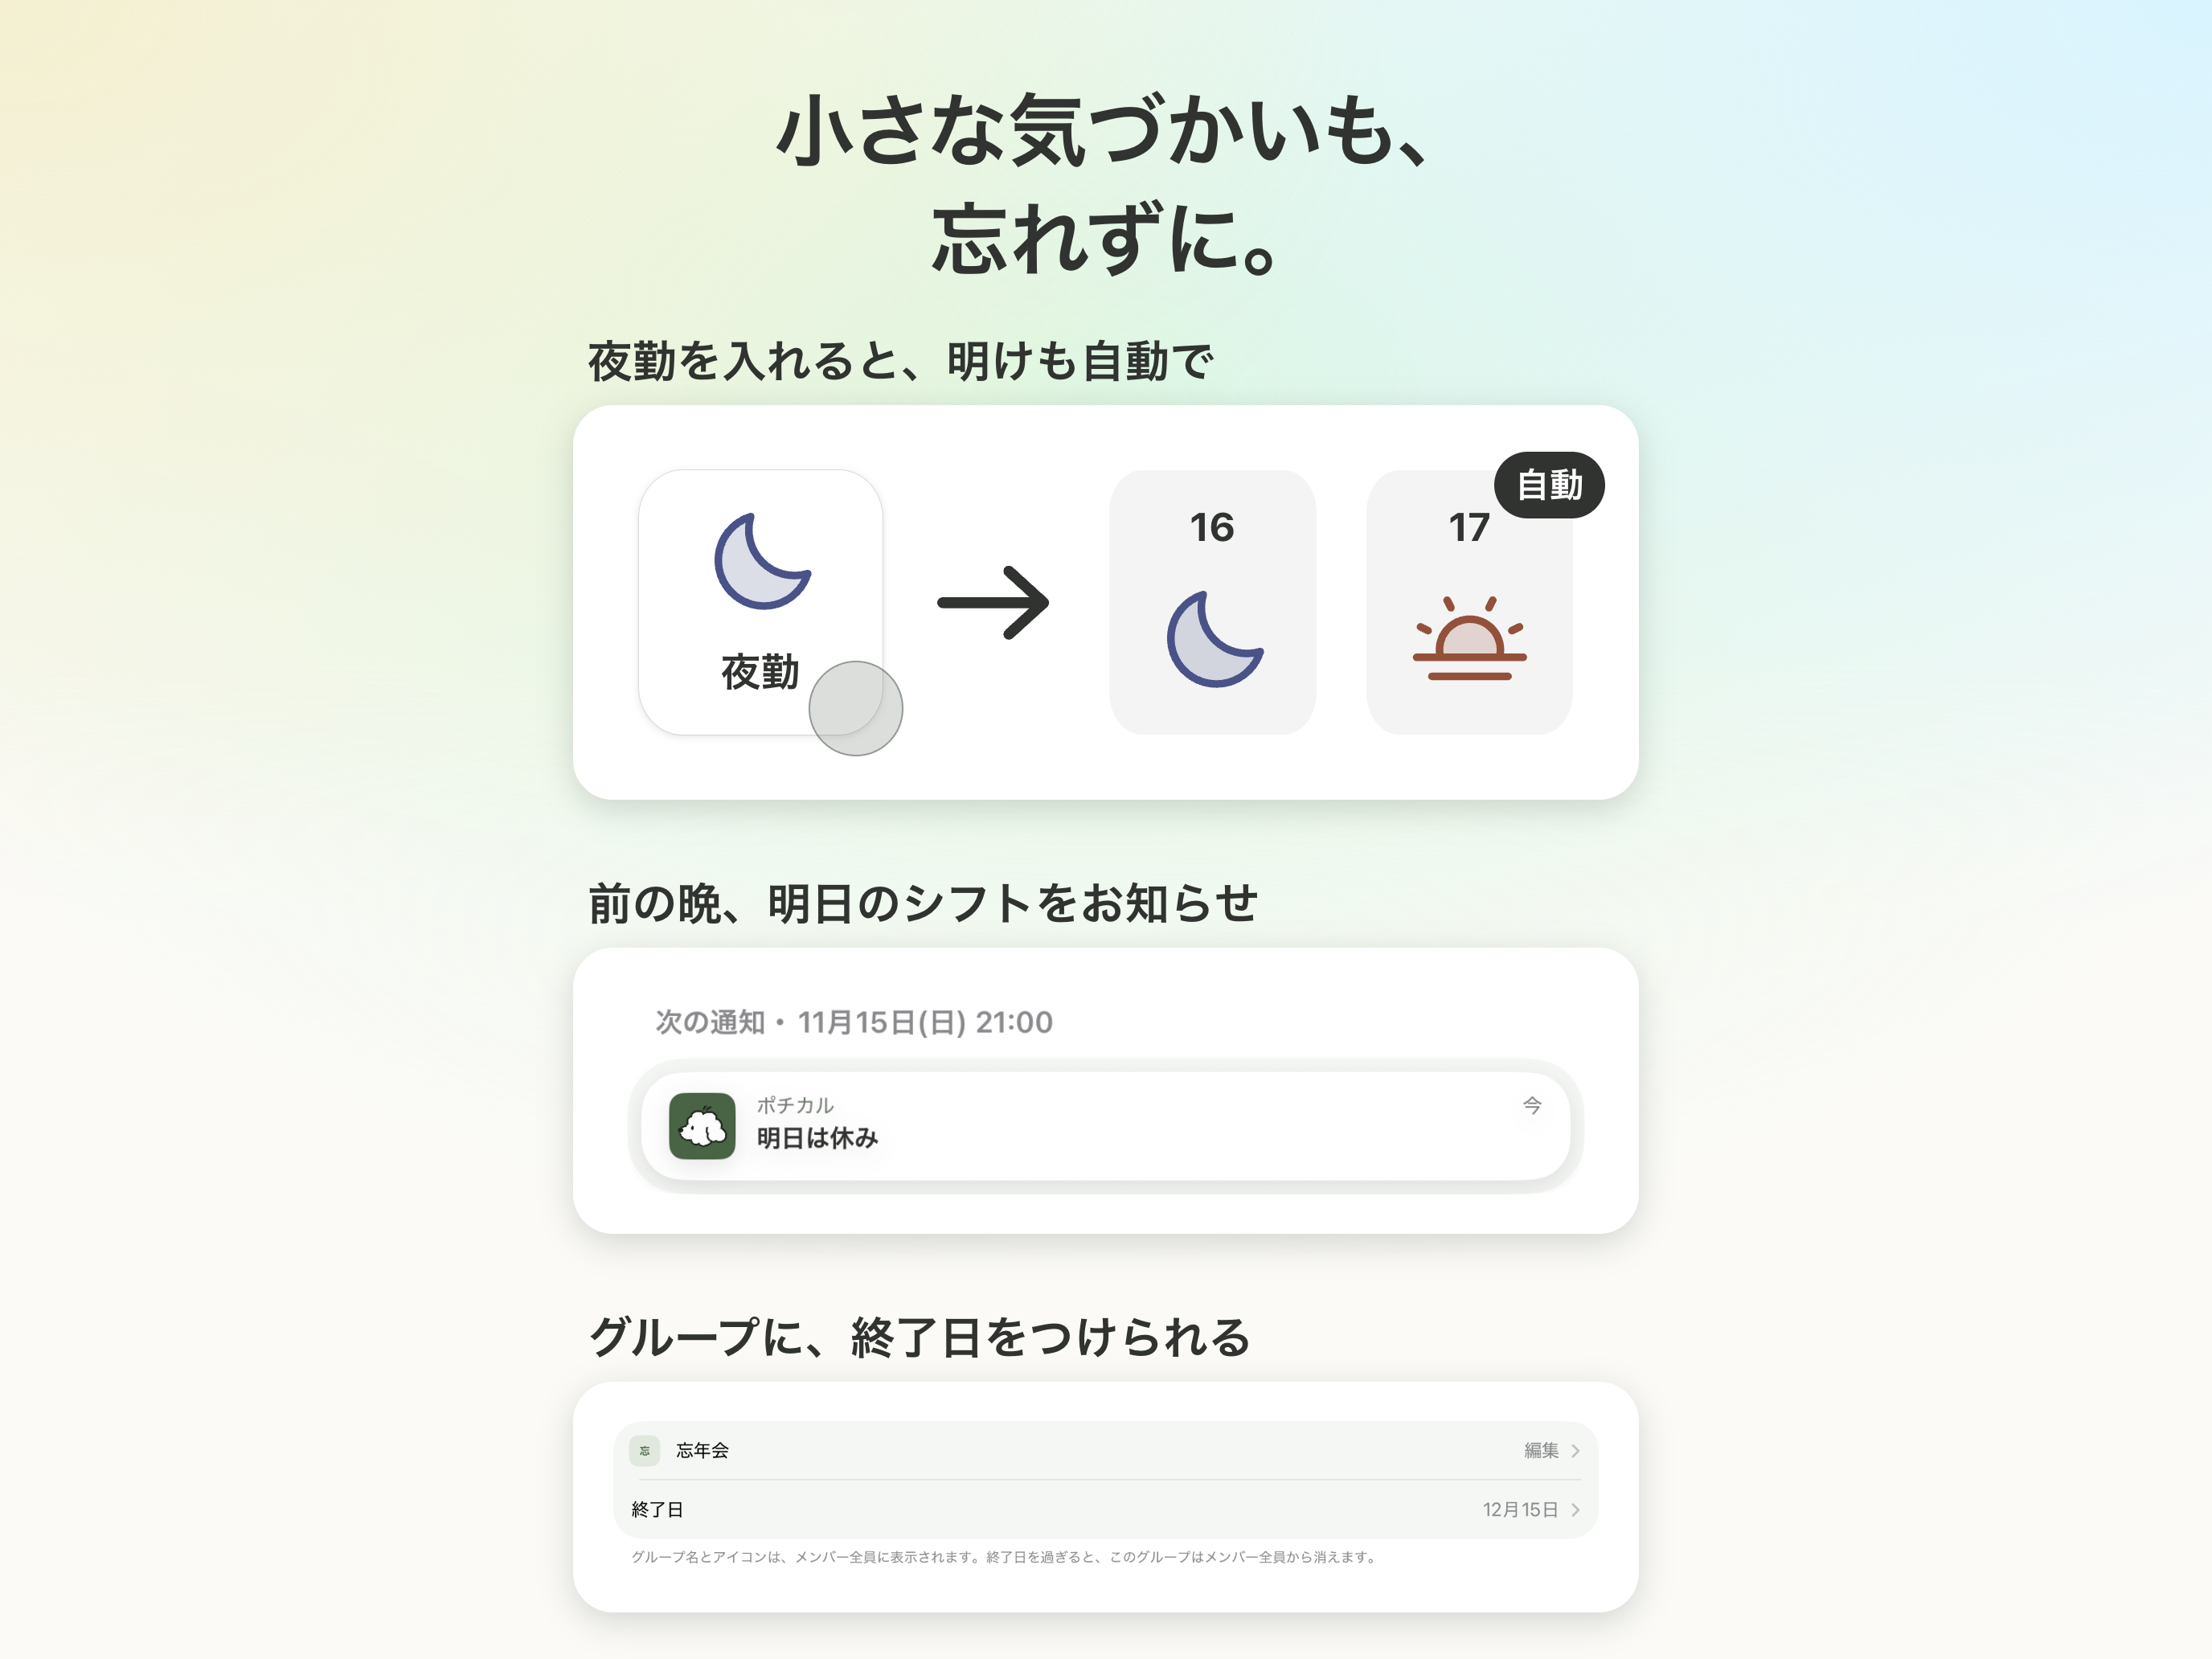 小さな気づかいも、
忘れずに。
夜勤を入れると、明けも自動で
自動
16
17
夜勤
前の晩、明日のシフトをお知らせ
次の通知・11月15日(日) 21:00
ポチカル
今
明日は休み
グループに、終了日をつけられる
忘
忘年会
編集
終了日
12月15日
グループ名とアイコンは、メンバー全員に表示されます。終了日を過ぎると、このグループはメンバー全員から消えます。